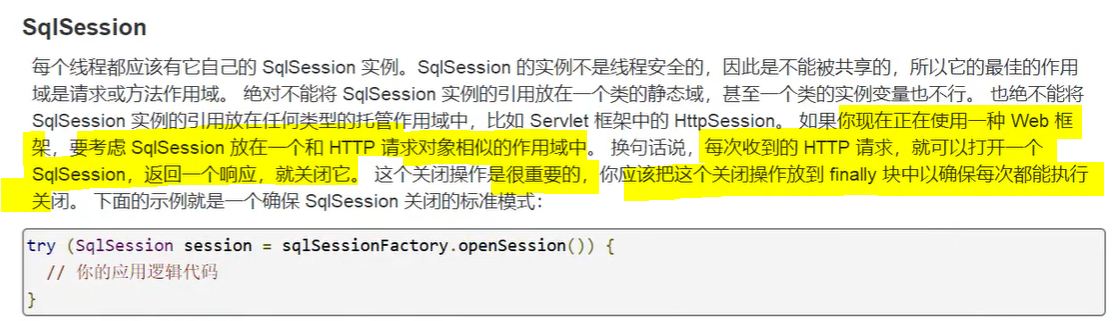 SqlSession
每个线程都应该有它自己的 SqlSession 实例。SqlSession 的实例不是线程安全的，因此是不能被共享的，所以它的最佳的作用
域是请求或方法作用域。 绝对不能将 SqlSession 实例的引用放在一个类的静态域，甚至一个类的实例变量也不行。 也绝不能将
SqlSession 实例的引用放在任何类型的托管作用域中，比如 Servlet 框架中的 HttpSession。 如果你现在正在使用一种 Web 框
架，要考虑 SqlSession 放在一个和 HTTP 请求对象相似的作用域中。 换句话说，每次收到的 HTTP 请求，就可以打开一个
SqlSession，返回一个响应，就关闭它。 这个关闭操作是很重要的，你应该把这个关闭操作放到 finally 块中以确保每次都能执行
关闭。 下面的示例就是一个确保 SqlSession 关闭的标准模式：
try (SqlSession session = sqlSessionFactory.openSession()) {
  // 你的应用逻辑代码
}